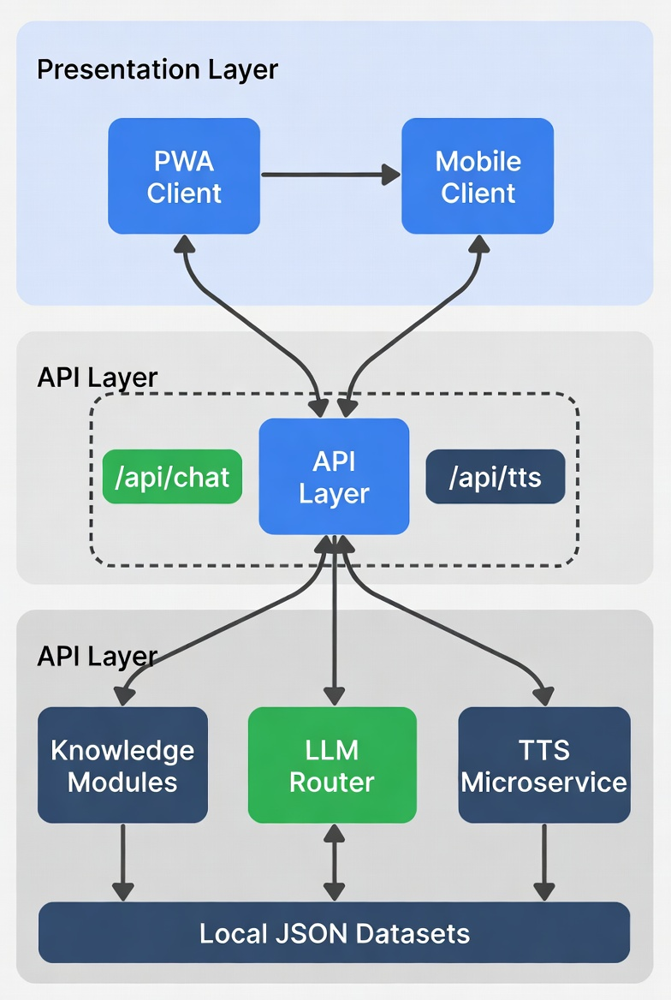 Presentation Layer
PWA
Client
Mobile
Client
API Layer
/api/chat
API
Layer
/api/tts
API Layer
Knowledge
Modules
LLM
Router
TTS
Microservice
Local JSON Datasets